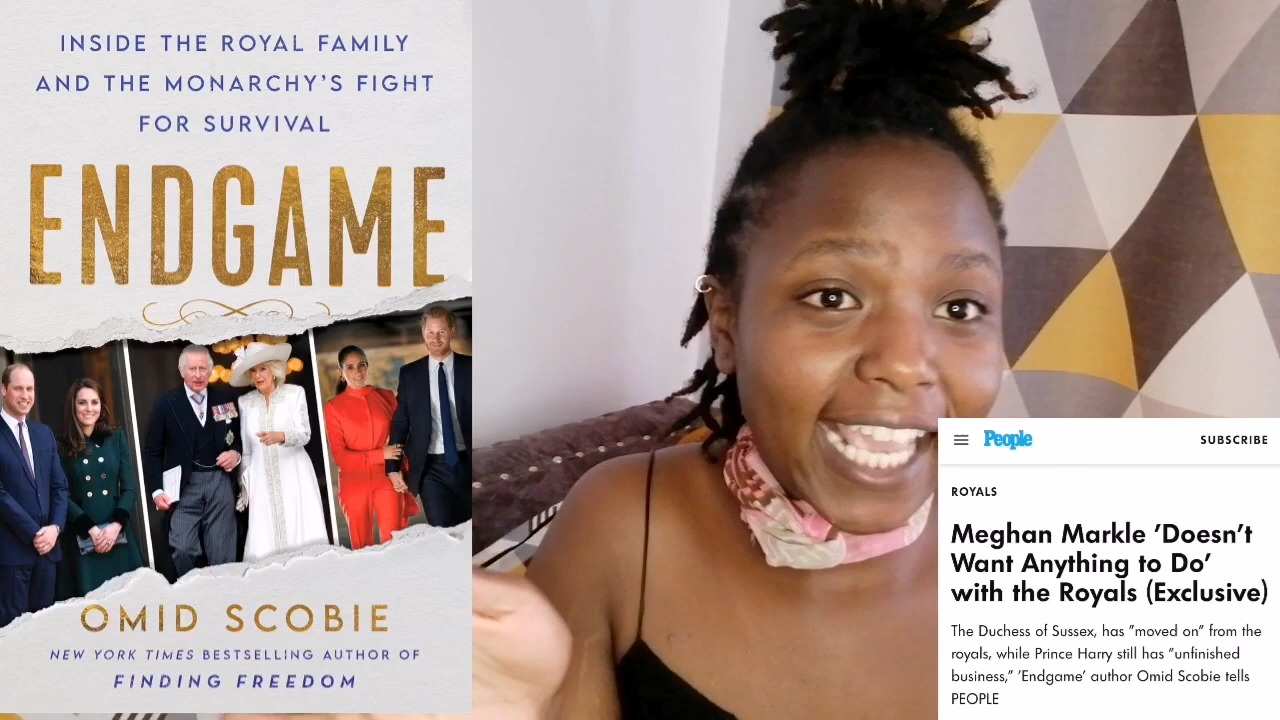 INSIDE THE ROYAL FAMILY
AND THE MONARCHY'S FIGHT
FOR SURVIVAL
ENDGAME
OMID SCOBIE
NEW YORK TIMES BESTSELLING AUTHOR OF
FINDING FREEDOM
People
SUBSCRIBE
ROYALS
Meghan Markle 'Doesn't
Want Anything to Do'
with the Royals (Exclusive)
The Duchess of Sussex, has "moved on" from the
royals, while Prince Harry still has "unfinished
business," 'Endgame' author Omid Scobie tells
PEOPLE